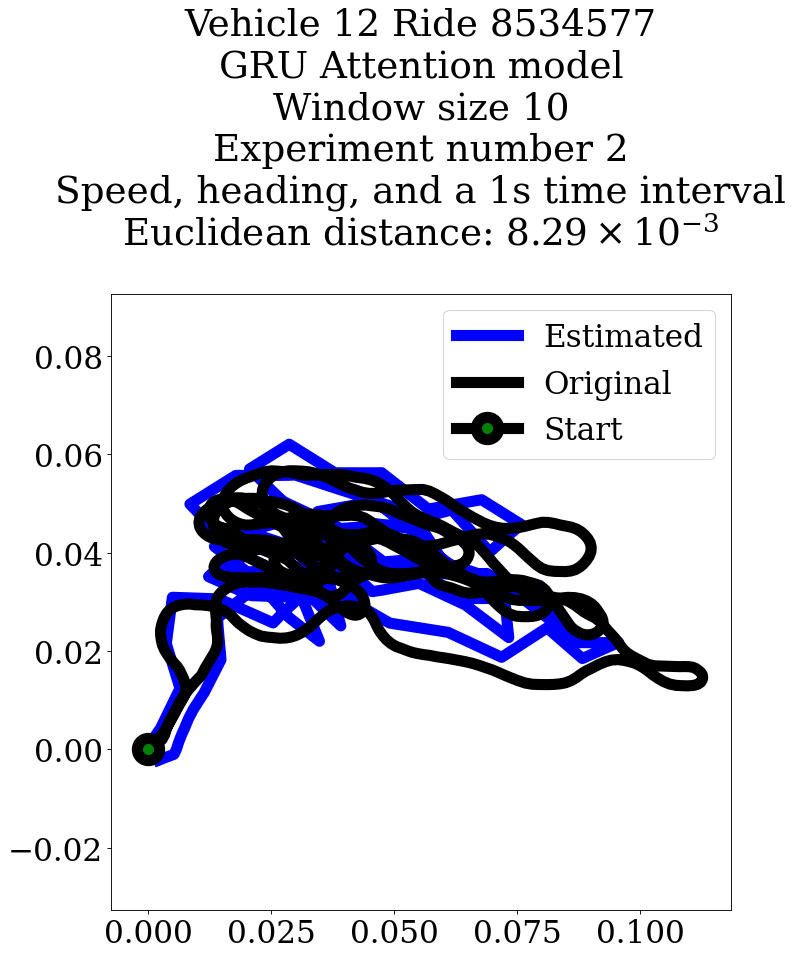 Vehicle 12 Ride 8534577
GRU Attention model
Window size 10
Experiment number 2
Speed, heading, and a 1s time interval
Euclidean distance: 8.29 × 10⁻³
Estimated
Original
Start
0.08
0.06
0.04
0.02
0.00
−0.02
0.000 0.025 0.050 0.075 0.100